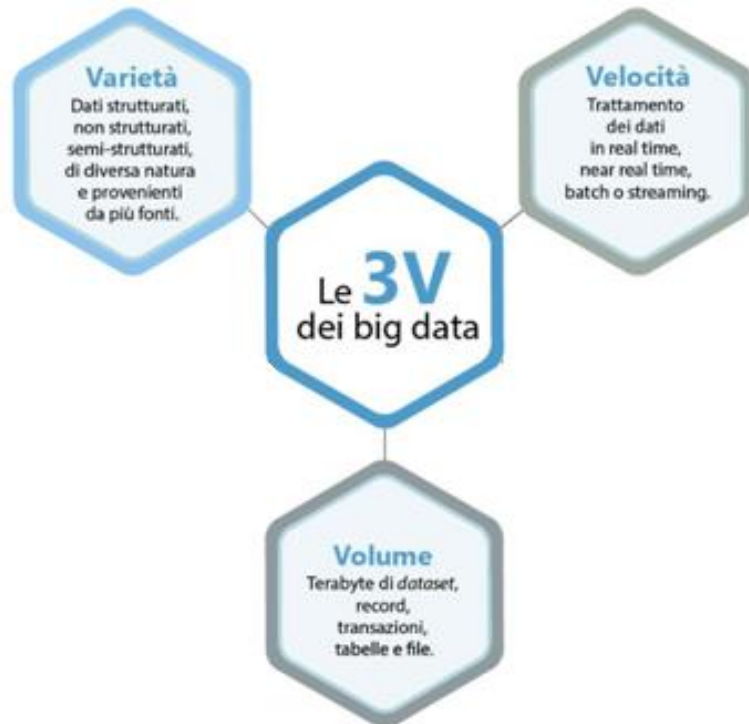 Varietà
Dati strutturati,
non strutturati,
semi-strutturati,
di diversa natura
e provenienti
da più fonti.
Velocità
Trattamento
dei dati
in real time,
near real time,
batch o streaming.
Le 3V
dei big data
Volume
Terabyte di dataset,
record,
transazioni,
tabelle e file.